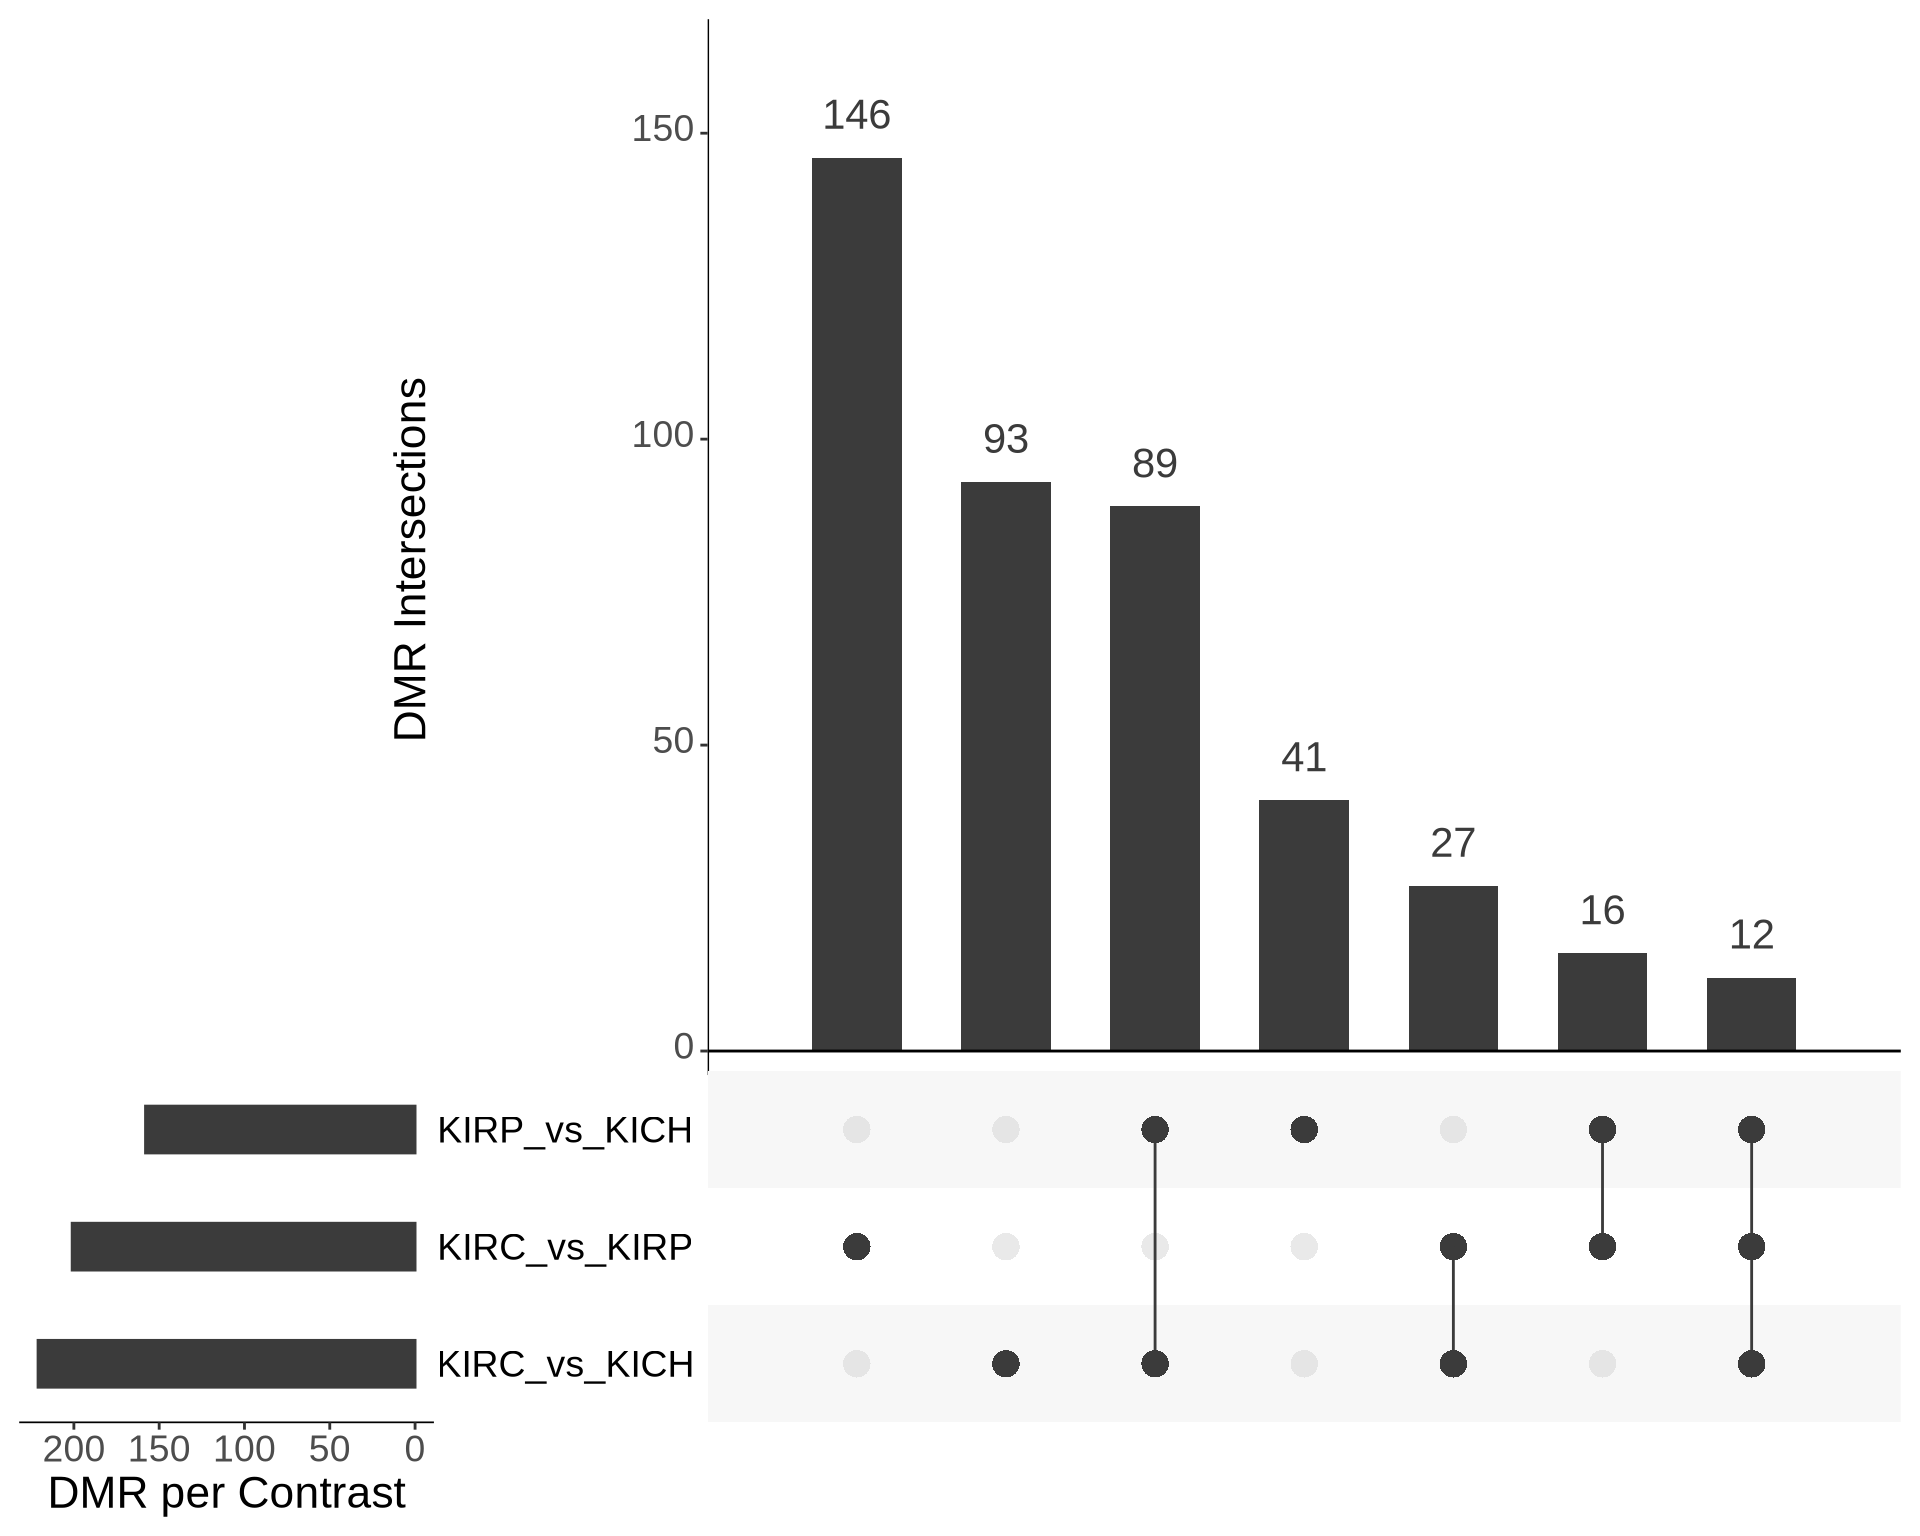 DMR Intersections
150
100
50
0
146
93
89
41
27
16
12
KIRP_vs_KICH
KIRC_vs_KIRP
KIRC_vs_KICH
200 150 100 50 0
DMR per Contrast